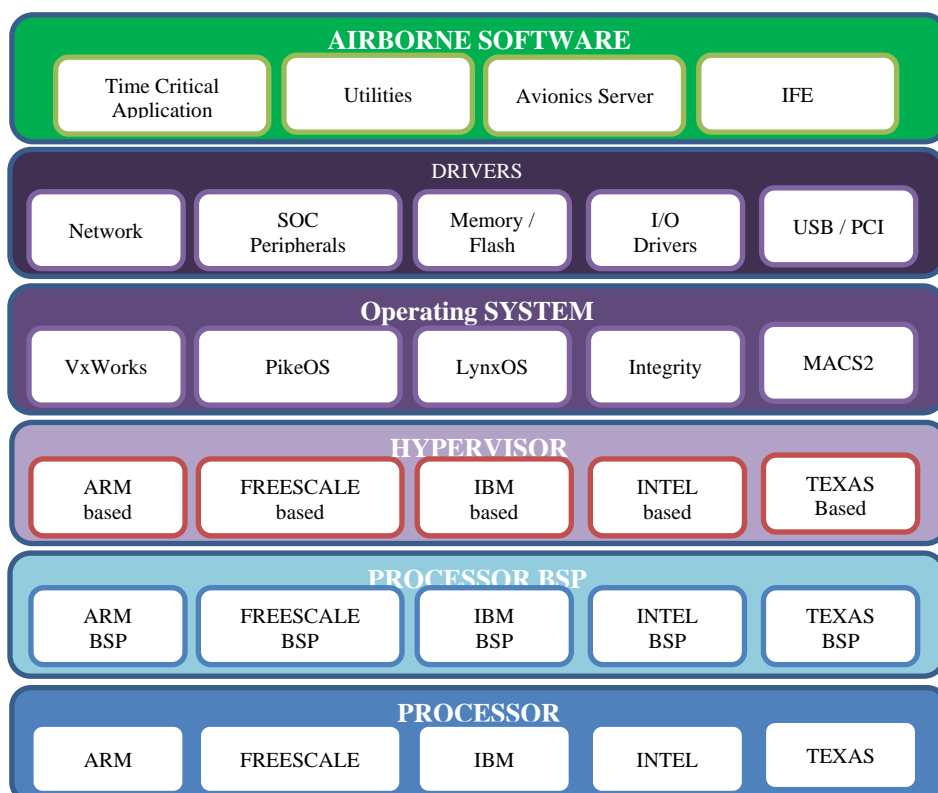 AIRBORNE SOFTWARE
Time Critical
Application
Utilities
Avionics Server
IFE
DRIVERS
Network
SOC
Peripherals
Memory /
Flash
I/O
Drivers
USB / PCI
Operating SYSTEM
VxWorks
PikeOS
LynxOS
Integrity
MACS2
HYPERVISOR
ARM
based
FREESCALE
based
IBM
based
INTEL
based
TEXAS
Based
PROCESSOR BSP
ARM
BSP
FREESCALE
BSP
IBM
BSP
INTEL
BSP
TEXAS
BSP
PROCESSOR
ARM
FREESCALE
IBM
INTEL
TEXAS